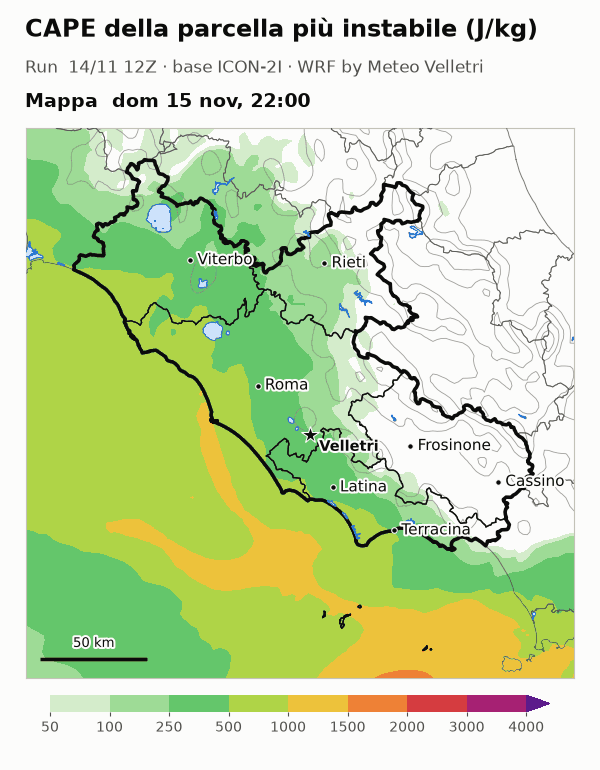 CAPE della parcella più instabile (J/kg)
Run  14/11 12Z · base ICON-2I · WRF by Meteo Velletri
Mappa  dom 15 nov, 22:00
Viterbo
Rieti
Roma
Velletri
Frosinone
Cassino
Latina
Terracina
50 km
50 100 250 500 1000 1500 2000 3000 4000